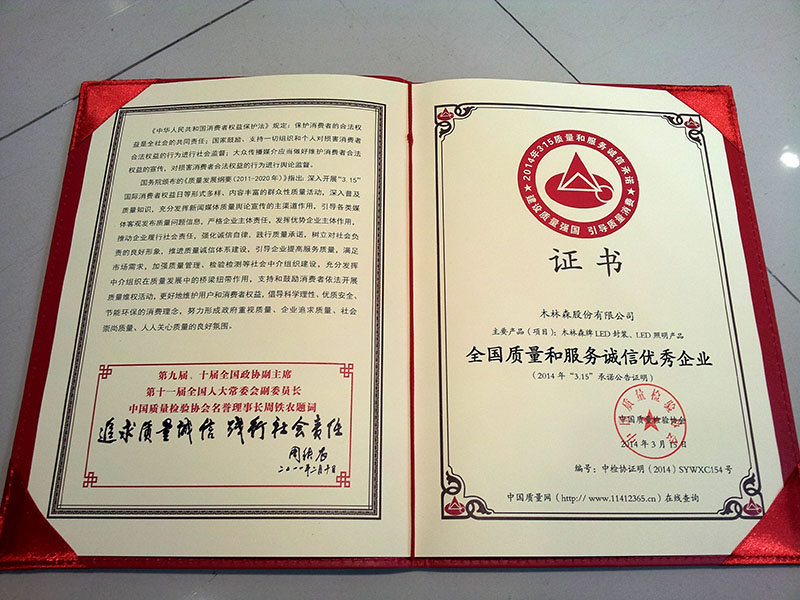 《中华人民共和国消费者权益保护法》规定：保护消费者的合法权
益是全社会的共同责任；国家鼓励、支持一切组织和个人对损害消费者
合法权益的行为进行社会监督；大众传播媒介应当做好维护消费者合法
权益的宣传，对损害消费者合法权益的行为进行舆论监督。
国务院颁布的《质量发展纲要（2011-2020年）》指出：深入开展“3.15”
国际消费者权益日等形式多样、内容丰富的群众性质量活动，深入普及
质量知识，充分发挥新闻媒体质量舆论宣传的主渠道作用，引导各类媒
体客观发布质量问题信息，严格企业主体责任，发挥优势企业主体作用，
推动企业履行社会责任，强化诚信自律，践行质量承诺，树立对社会负
责的良好形象，推进质量诚信体系建设，引导企业提高服务质量，满足
市场需求，加强质量管理、检验检测等社会中介组织建设，充分发挥
中介组织在质量发展中的桥梁纽带作用，支持和鼓励消费者依法开展
质量维权活动，更好地维护用户和消费者权益，倡导科学理性、优质安全、
节能环保的消费理念，努力形成政府重视质量、企业追求质量、社会
崇尚质量、人人关心质量的良好氛围。
第九届、十届全国政协副主席
第十一届全国人大常委会副委员长
中国质量检验协会名誉理事长周铁农题词
追求质量诚信 践行社会责任
周铁农
二〇一一年二月十日
2014年315质量和服务诚信承诺
★建设质量强国 引导质量消费★
证书
木林森股份有限公司
主要产品（项目）：木林森牌LED封装、LED照明产品
全国质量和服务诚信优秀企业
（2014年“3.15”承诺公告证明）
中国质量检验协会
中国质量检验协会
2014年3月15日
编号：中检协证明（2014）SYWXC154号
中国质量网（http://www.11412365.cn）在线查询